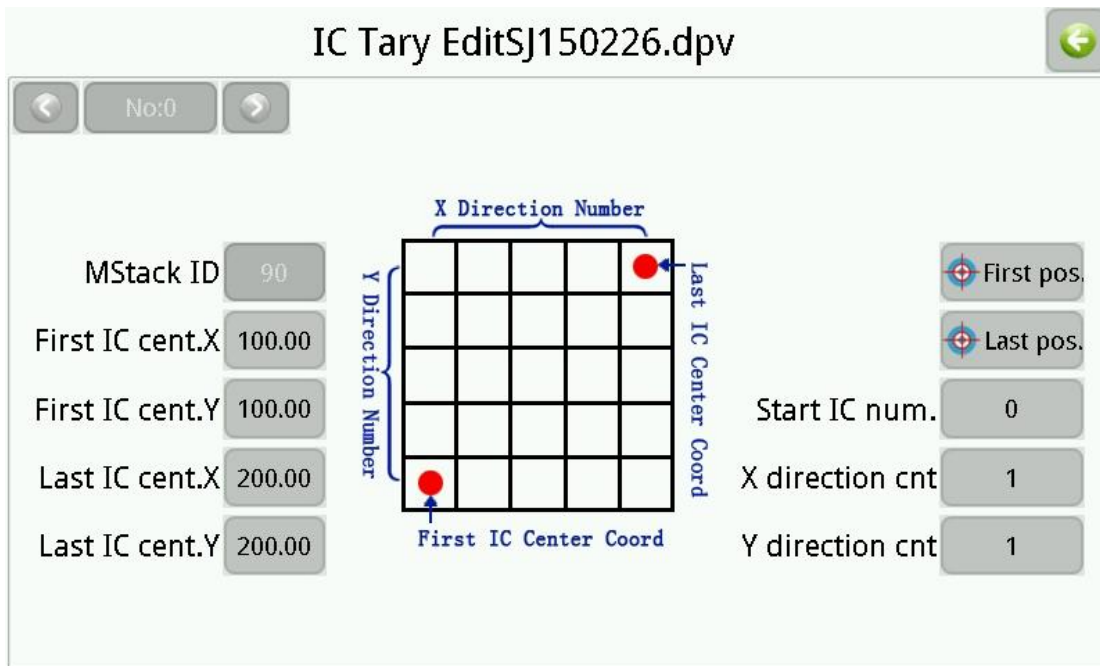 IC Tary EditSJ150226.dpv
No:0
X Direction Number
Y Direction Number
Last IC Center Coord
First IC Center Coord
MStack ID 90
First IC cent.X 100.00
First IC cent.Y 100.00
Last IC cent.X 200.00
Last IC cent.Y 200.00
First pos.
Last pos.
Start IC num. 0
X direction cnt 1
Y direction cnt 1